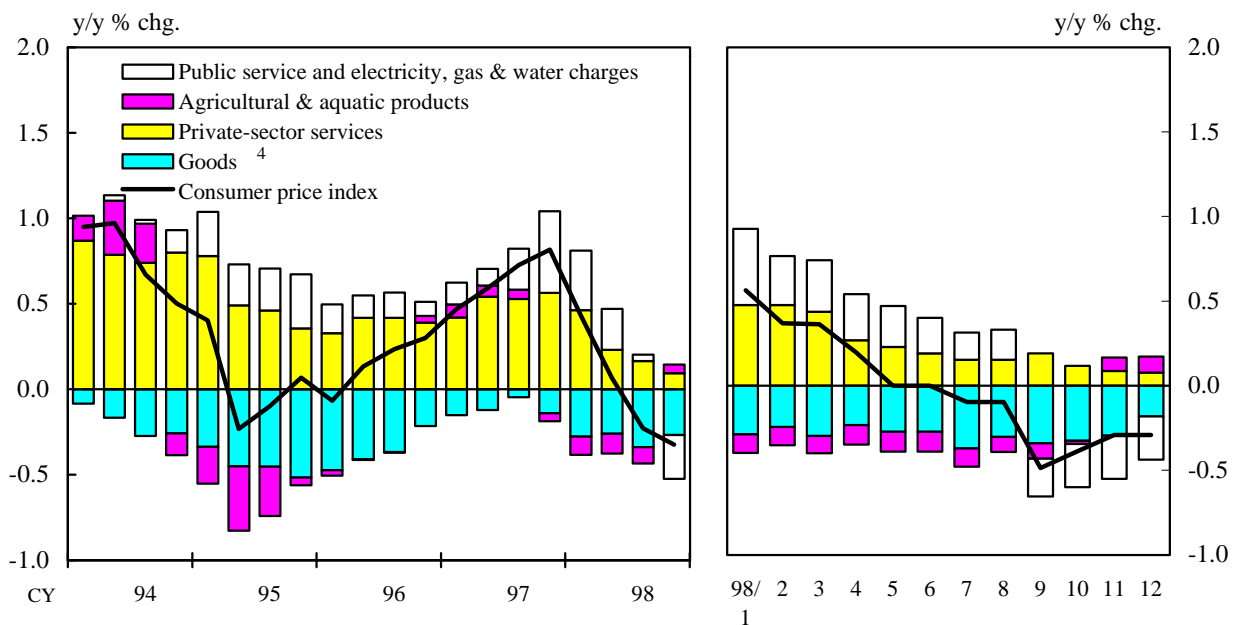 y/y % chg.
y/y % chg.
2.0
1.5
1.0
0.5
0.0
-0.5
-1.0
Public service and electricity, gas & water charges
Agricultural & aquatic products
Private-sector services
Goods 4
Consumer price index
2.0
1.5
1.0
0.5
0.0
-0.5
-1.0
CY 94 95 96 97 98
98/ 2 3 4 5 6 7 8 9 10 11 12
1